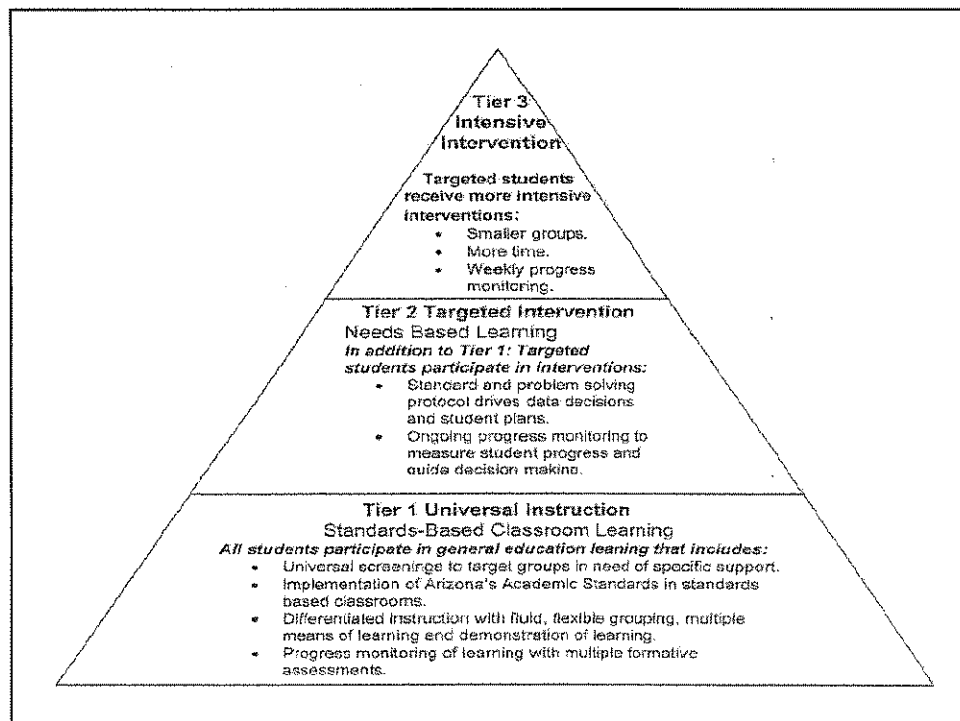 Tier 3
Intensive
Intervention
Targeted students
receive more intensive
interventions:
• Smaller groups.
• More time.
• Weekly progress
monitoring.
Tier 2 Targeted Intervention
Needs Based Learning
In addition to Tier 1: Targeted
students participate in interventions:
• Standard and problem solving
protocol drives data decisions
and student plans.
• Ongoing progress monitoring to
measure student progress and
guide decision making.
Tier 1 Universal Instruction
Standards-Based Classroom Learning
All students participate in general education leaning that includes:
• Universal screenings to target groups in need of specific support.
• Implementation of Arizona's Academic Standards in standards
based classrooms.
• Differentiated instruction with fluid, flexible grouping, multiple
means of learning and demonstration of learning.
• Progress monitoring of learning with multiple formative
assessments.